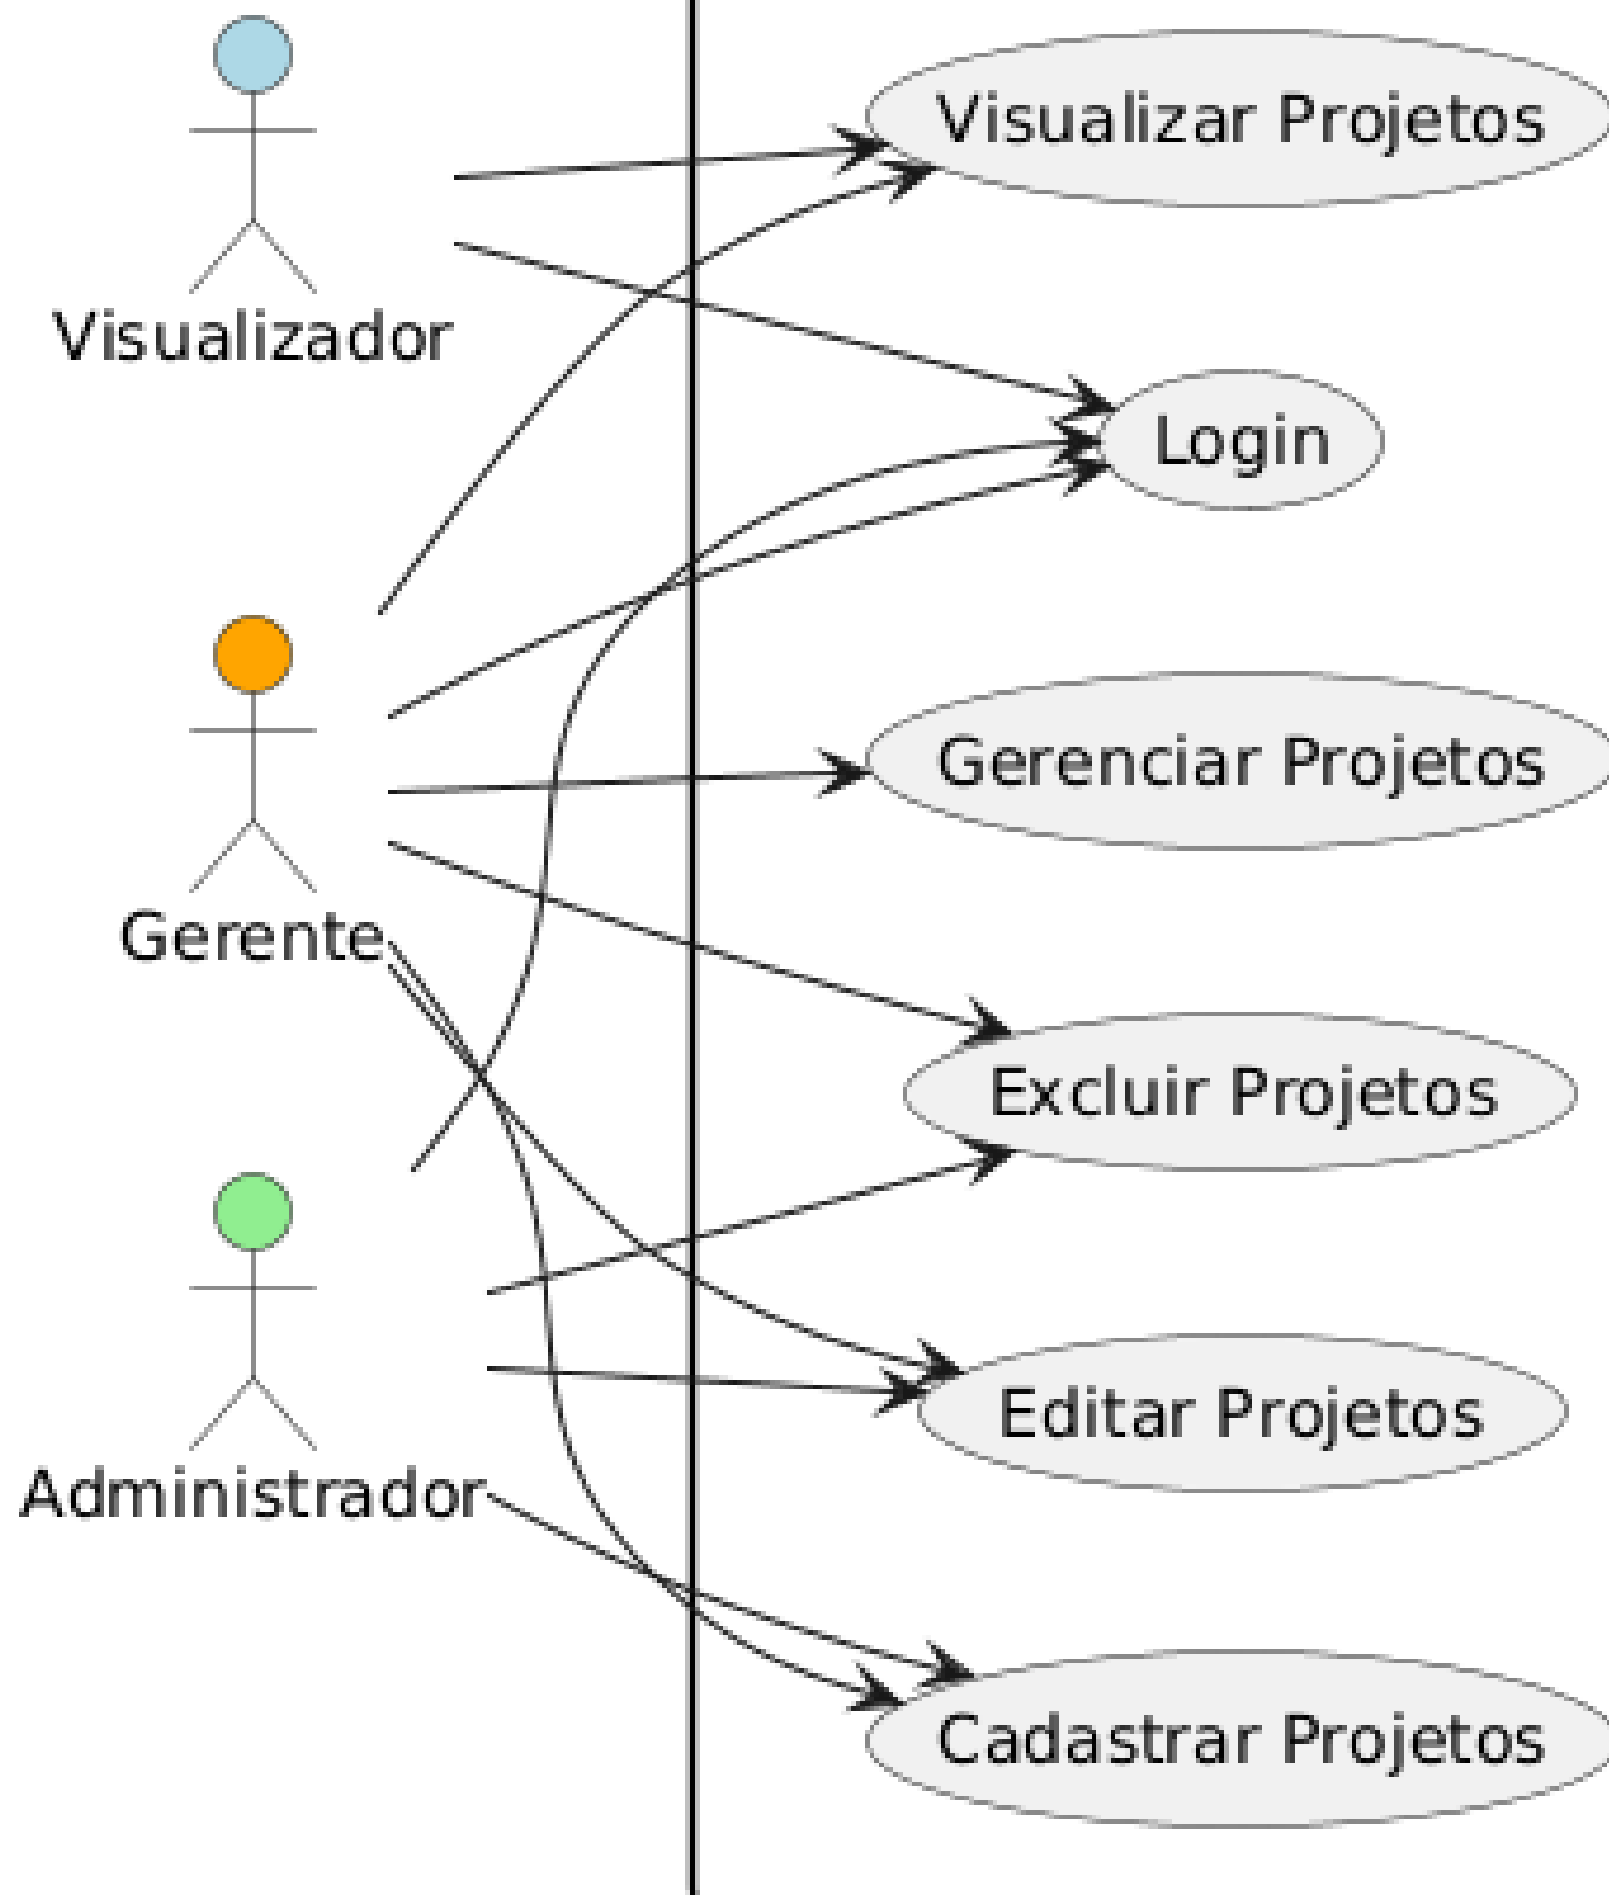 Visualizar Projetos
Visualizador
Login
Gerenciar Projetos
Gerente
Excluir Projetos
Editar Projetos
Administrador
Cadastrar Projetos